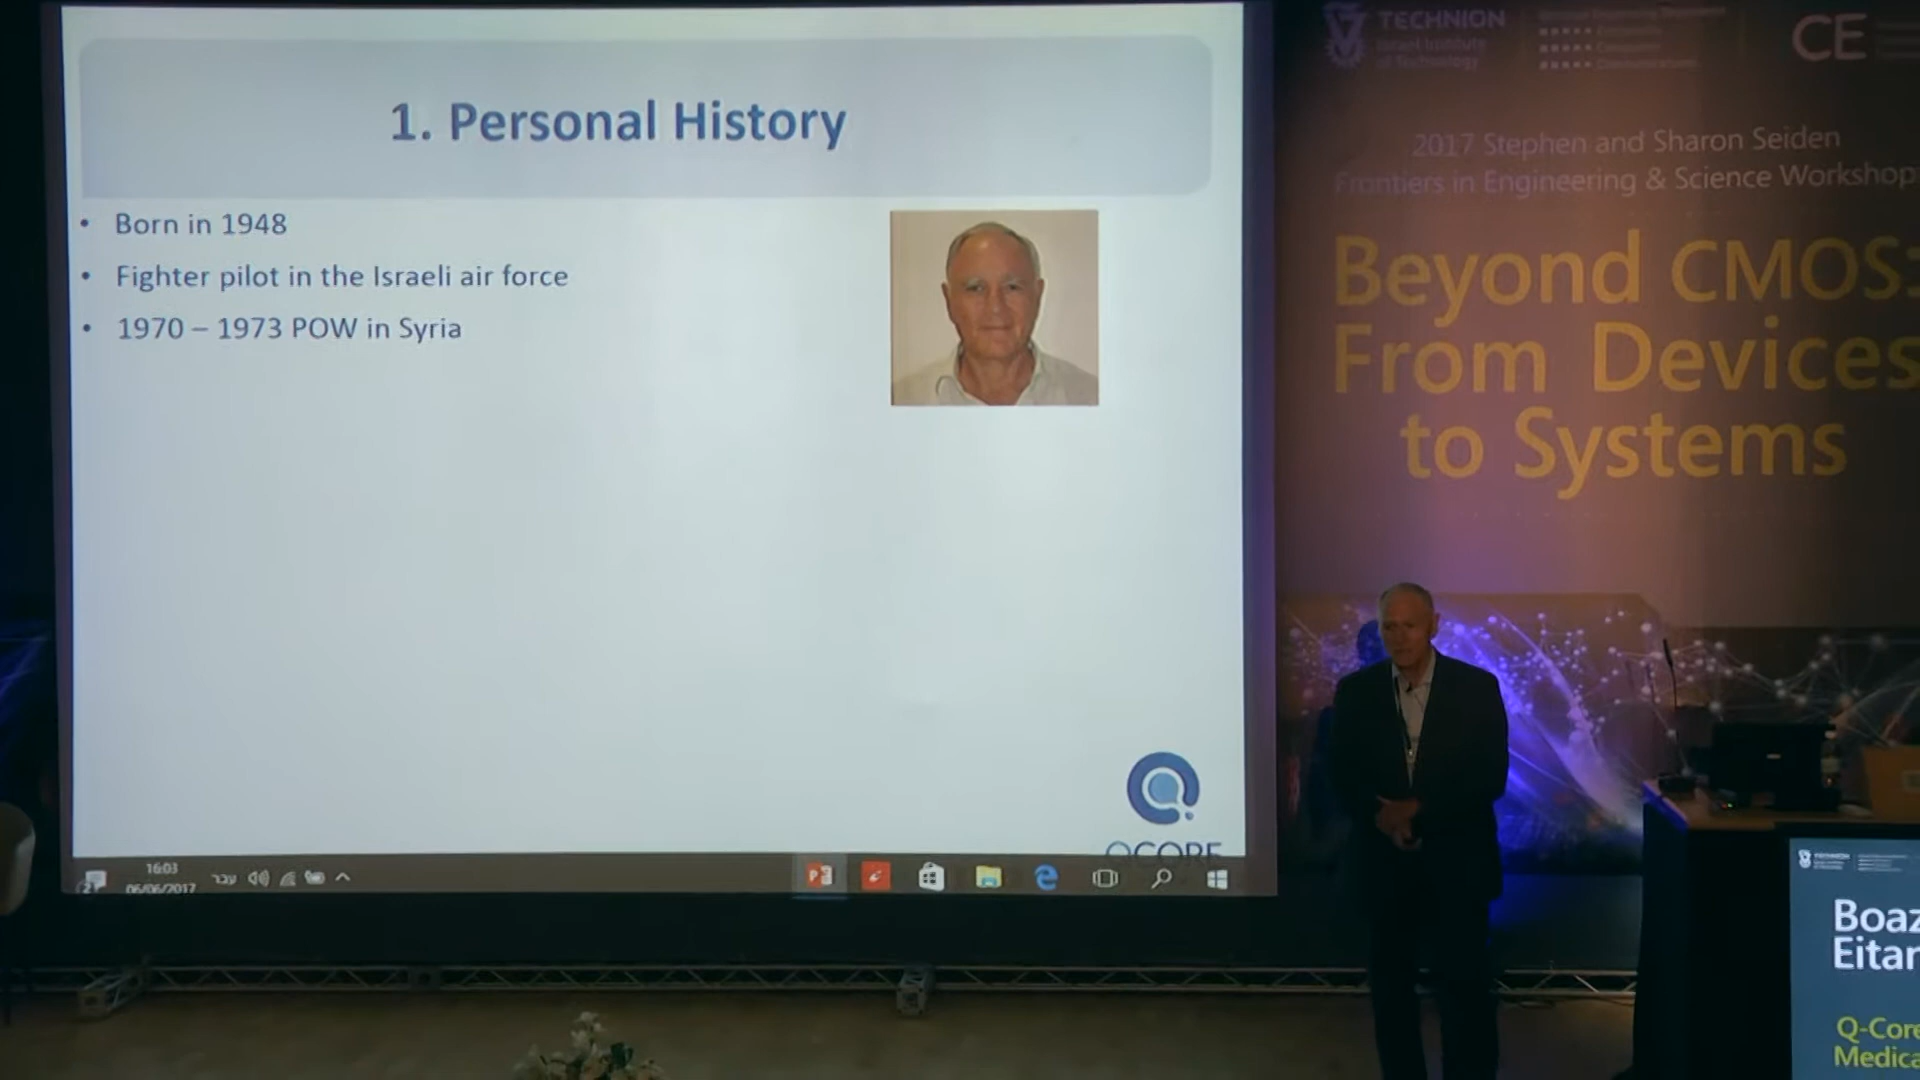 1. Personal History
• Born in 1948
• Fighter pilot in the Israeli air force
• 1970 – 1973 POW in Syria
QCORE
16:03
06/06/2017
עבר
TECHNION
Israel Institute
of Technology
CE
2017 Stephen and Sharon Seiden
Frontiers in Engineering & Science Workshop
Beyond CMOS:
From Devices
to Systems
Boaz
Eitan
Q-Core
Medica